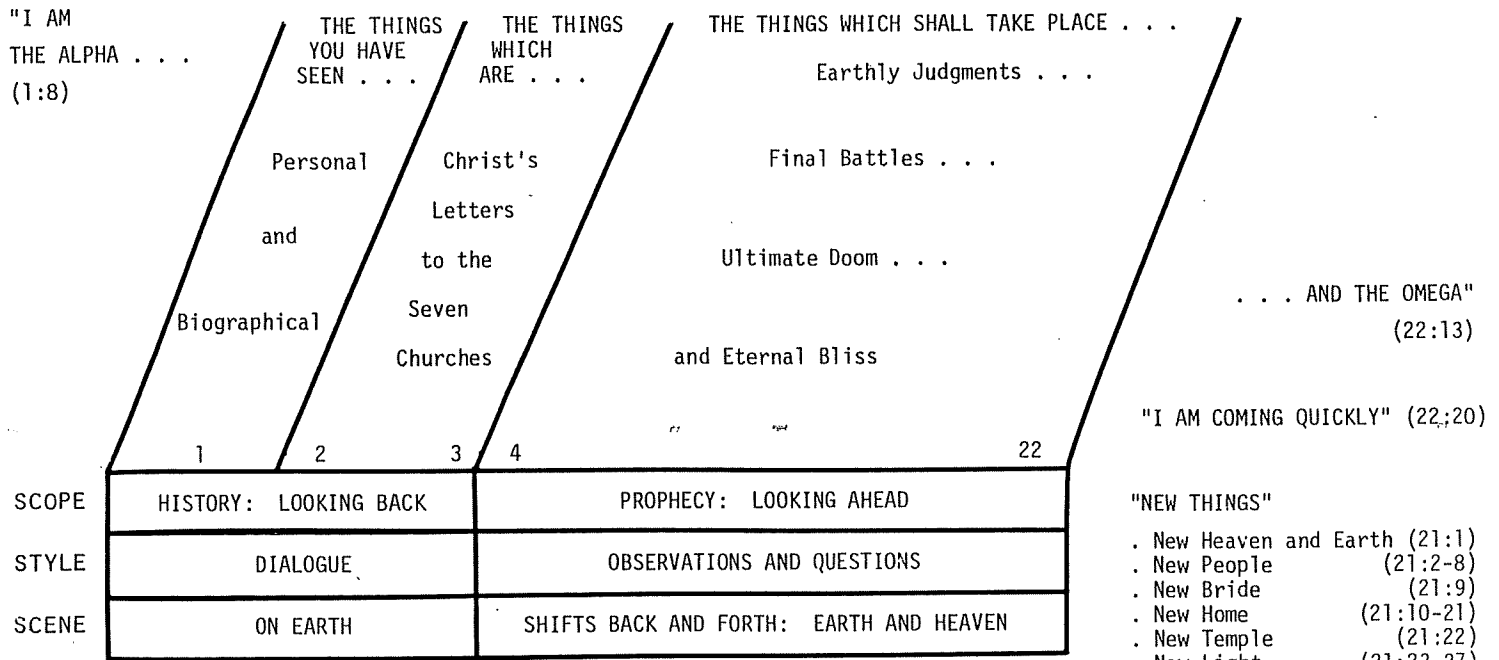 "I AM
THE ALPHA . . .
(1:8)
THE THINGS
YOU HAVE
SEEN . . .
THE THINGS
WHICH
ARE . . .
THE THINGS WHICH SHALL TAKE PLACE . . .
Earthly Judgments . . .
Personal
and
Biographical
Christ's
Letters
to the
Seven
Churches
Final Battles . . .
Ultimate Doom . . .
and Eternal Bliss
. . . AND THE OMEGA"
(22:13)
"I AM COMING QUICKLY" (22:20)
1 2 3 4 22
SCOPE HISTORY: LOOKING BACK PROPHECY: LOOKING AHEAD
STYLE DIALOGUE OBSERVATIONS AND QUESTIONS
SCENE ON EARTH SHIFTS BACK AND FORTH: EARTH AND HEAVEN
"NEW THINGS"
. New Heaven and Earth (21:1)
. New People (21:2-8)
. New Bride (21:9)
. New Home (21:10-21)
. New Temple (21:22)